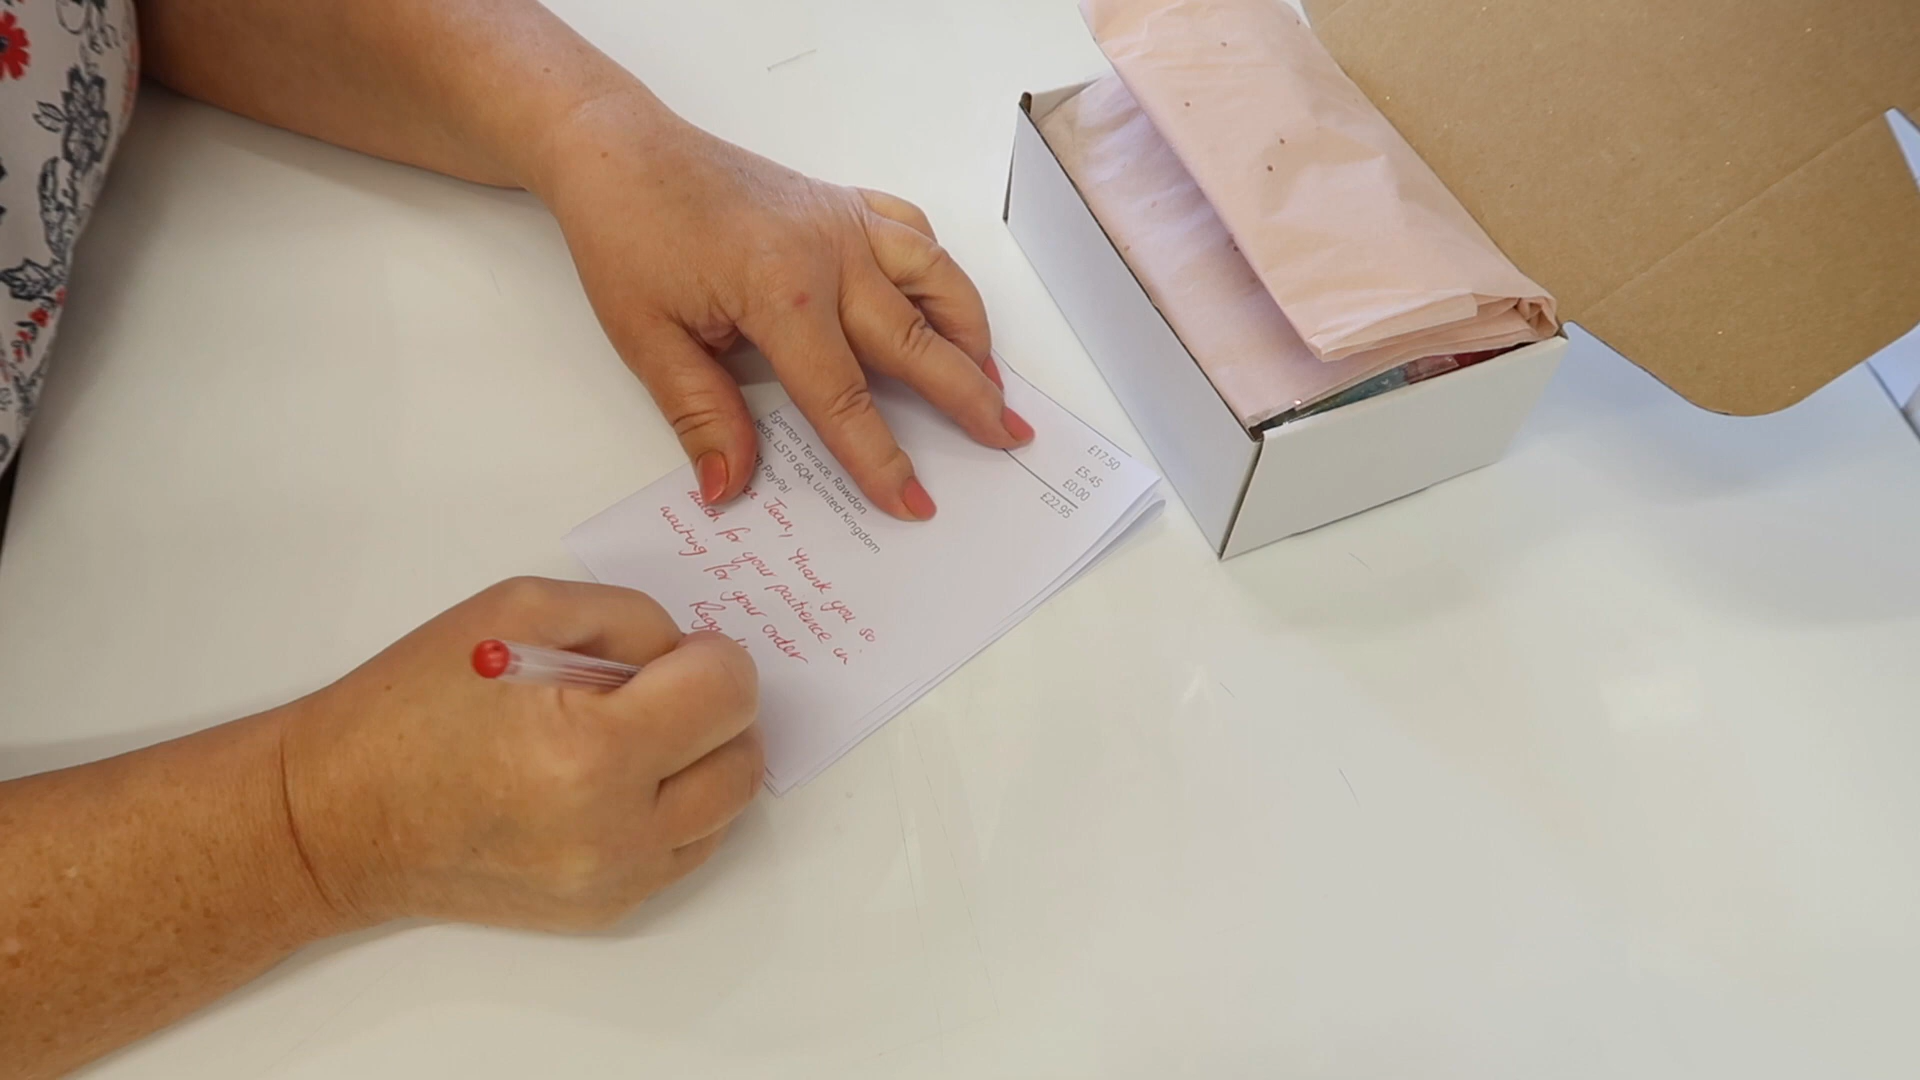 £17.50
£5.45
£0.00
£22.95
Egerton Terrace, Rawdon
eds, LS19 6QA, United Kingdom
PayPal
Jean, thank you so
much for your paitience in
waiting for your order